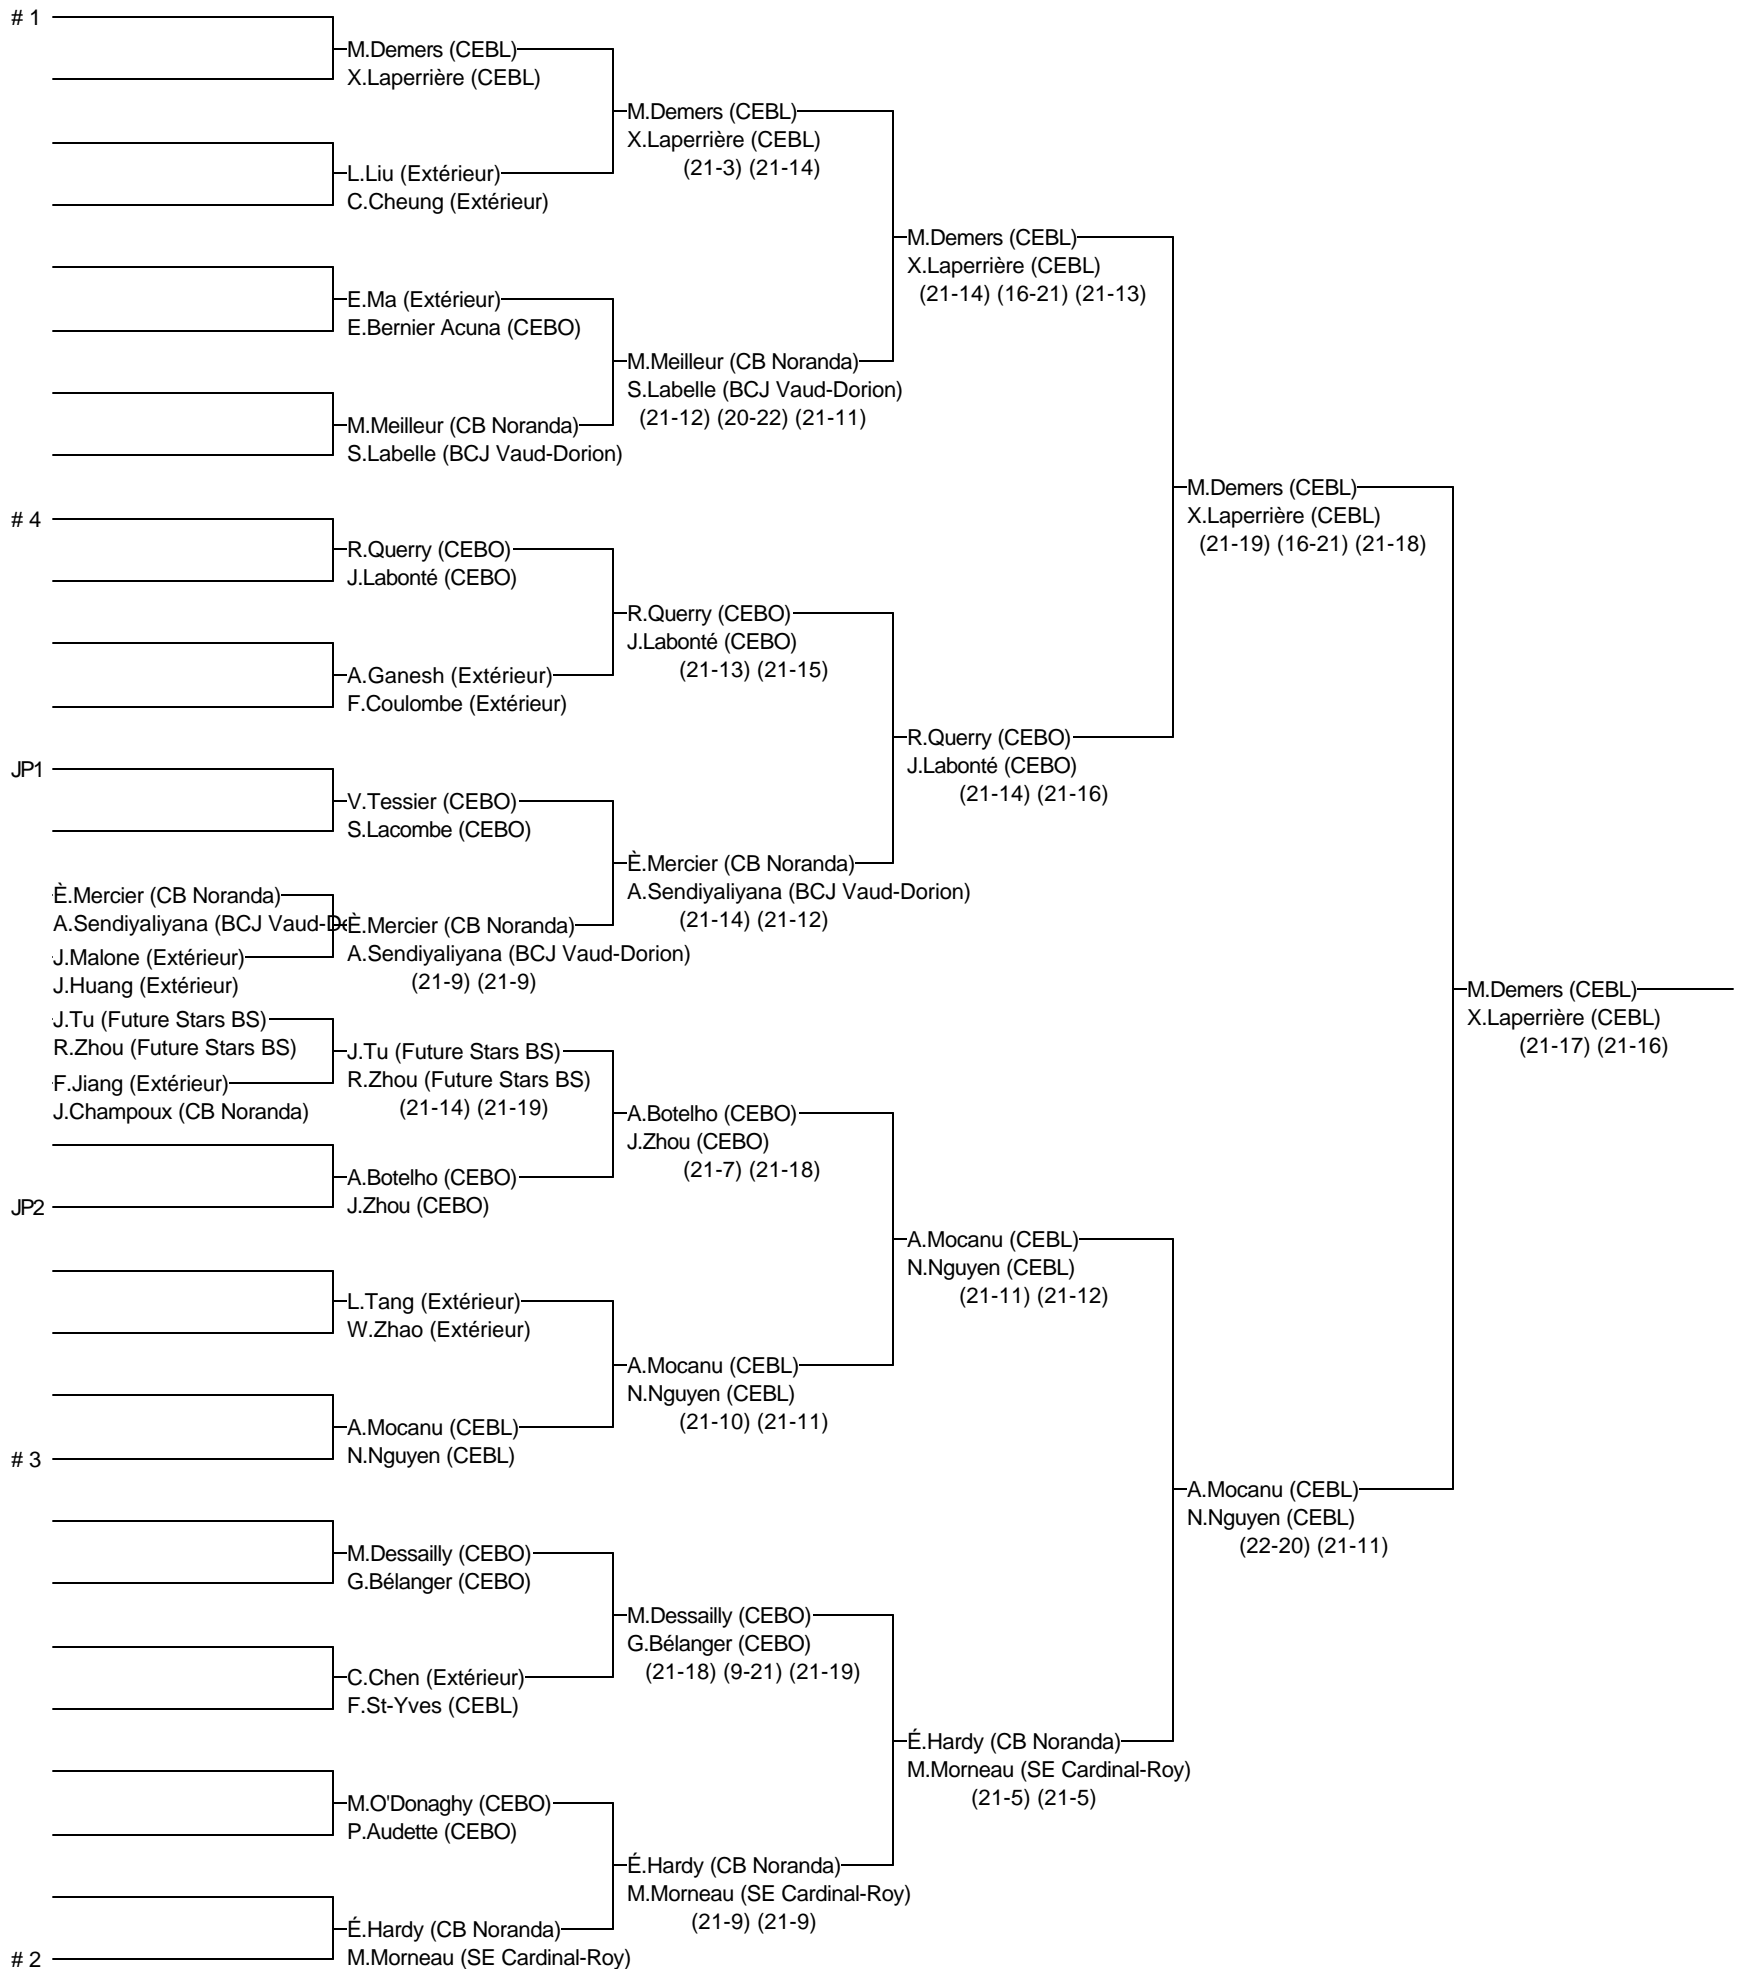 # 1
M.Demers (CEBL)
X.Laperrière (CEBL)
M.Demers (CEBL)
X.Laperrière (CEBL)
(21-3) (21-14)
L.Liu (Extérieur)
C.Cheung (Extérieur)
M.Demers (CEBL)
X.Laperrière (CEBL)
(21-14) (16-21) (21-13)
E.Ma (Extérieur)
E.Bernier Acuna (CEBO)
M.Meilleur (CB Noranda)
S.Labelle (BCJ Vaud-Dorion)
(21-12) (20-22) (21-11)
M.Meilleur (CB Noranda)
S.Labelle (BCJ Vaud-Dorion)
M.Demers (CEBL)
X.Laperrière (CEBL)
(21-19) (16-21) (21-18)
# 4
R.Querry (CEBO)
J.Labonté (CEBO)
R.Querry (CEBO)
J.Labonté (CEBO)
(21-13) (21-15)
A.Ganesh (Extérieur)
F.Coulombe (Extérieur)
R.Querry (CEBO)
J.Labonté (CEBO)
(21-14) (21-16)
JP1
V.Tessier (CEBO)
S.Lacombe (CEBO)
È.Mercier (CB Noranda)
A.Sendiyaliyana (BCJ Vaud-Dorion)
(21-14) (21-12)
È.Mercier (CB Noranda)
A.Sendiyaliyana (BCJ Vaud-D
È.Mercier (CB Noranda)
A.Sendiyaliyana (BCJ Vaud-Dorion)
(21-9) (21-9)
J.Malone (Extérieur)
J.Huang (Extérieur)
M.Demers (CEBL)
X.Laperrière (CEBL)
(21-17) (21-16)
J.Tu (Future Stars BS)
R.Zhou (Future Stars BS)
J.Tu (Future Stars BS)
R.Zhou (Future Stars BS)
(21-14) (21-19)
F.Jiang (Extérieur)
J.Champoux (CB Noranda)
A.Botelho (CEBO)
J.Zhou (CEBO)
(21-7) (21-18)
A.Botelho (CEBO)
J.Zhou (CEBO)
JP2
A.Mocanu (CEBL)
N.Nguyen (CEBL)
(21-11) (21-12)
L.Tang (Extérieur)
W.Zhao (Extérieur)
A.Mocanu (CEBL)
N.Nguyen (CEBL)
(21-10) (21-11)
A.Mocanu (CEBL)
N.Nguyen (CEBL)
# 3
A.Mocanu (CEBL)
N.Nguyen (CEBL)
(22-20) (21-11)
M.Dessailly (CEBO)
G.Bélanger (CEBO)
M.Dessailly (CEBO)
G.Bélanger (CEBO)
(21-18) (9-21) (21-19)
C.Chen (Extérieur)
F.St-Yves (CEBL)
É.Hardy (CB Noranda)
M.Morneau (SE Cardinal-Roy)
(21-5) (21-5)
M.O'Donaghy (CEBO)
P.Audette (CEBO)
É.Hardy (CB Noranda)
M.Morneau (SE Cardinal-Roy)
(21-9) (21-9)
É.Hardy (CB Noranda)
M.Morneau (SE Cardinal-Roy)
# 2